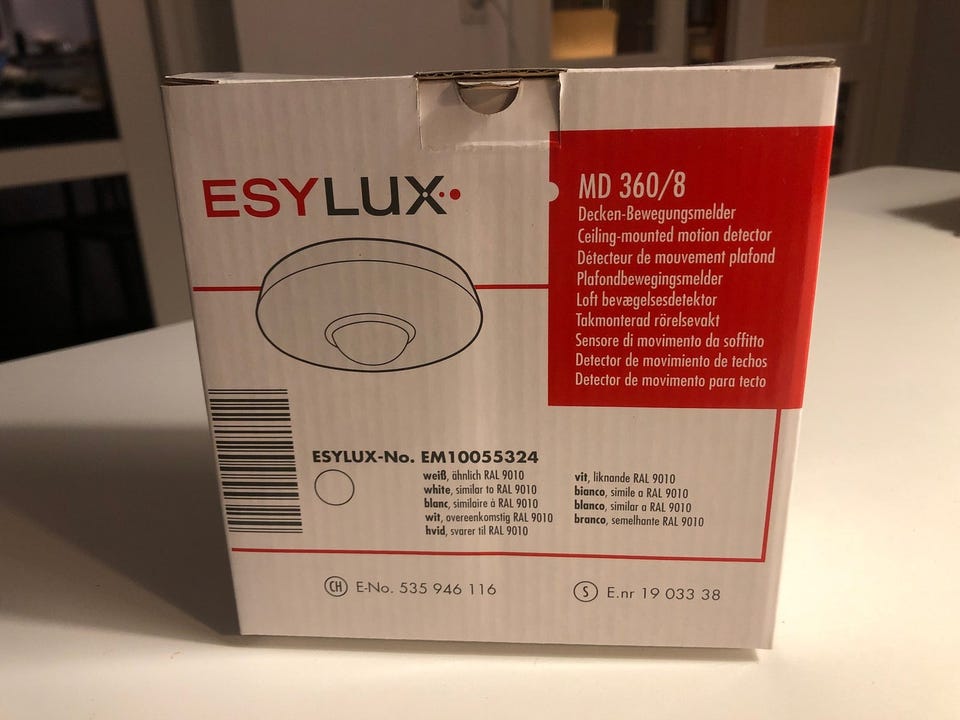 ESYLUX
MD 360/8
Decken-Bewegungsmelder
Ceiling-mounted motion detector
Détecteur de mouvement plafond
Plafondbewegingsmelder
Loft bevægelsesdetektor
Takmonterad rörelsevakt
Sensore di movimento da soffitto
Detector de movimiento de techos
Detector de movimento para tecto
ESYLUX-No. EM10055324
weiß, ähnlich RAL 9010
white, similar to RAL 9010
blanc, similaire à RAL 9010
wit, overeenkomstig RAL 9010
hvid, svarer til RAL 9010
vit, liknande RAL 9010
bianco, simile a RAL 9010
blanco, similar a RAL 9010
branco, semelhante RAL 9010
CH E-No. 535 946 116
S E.nr 19 033 38